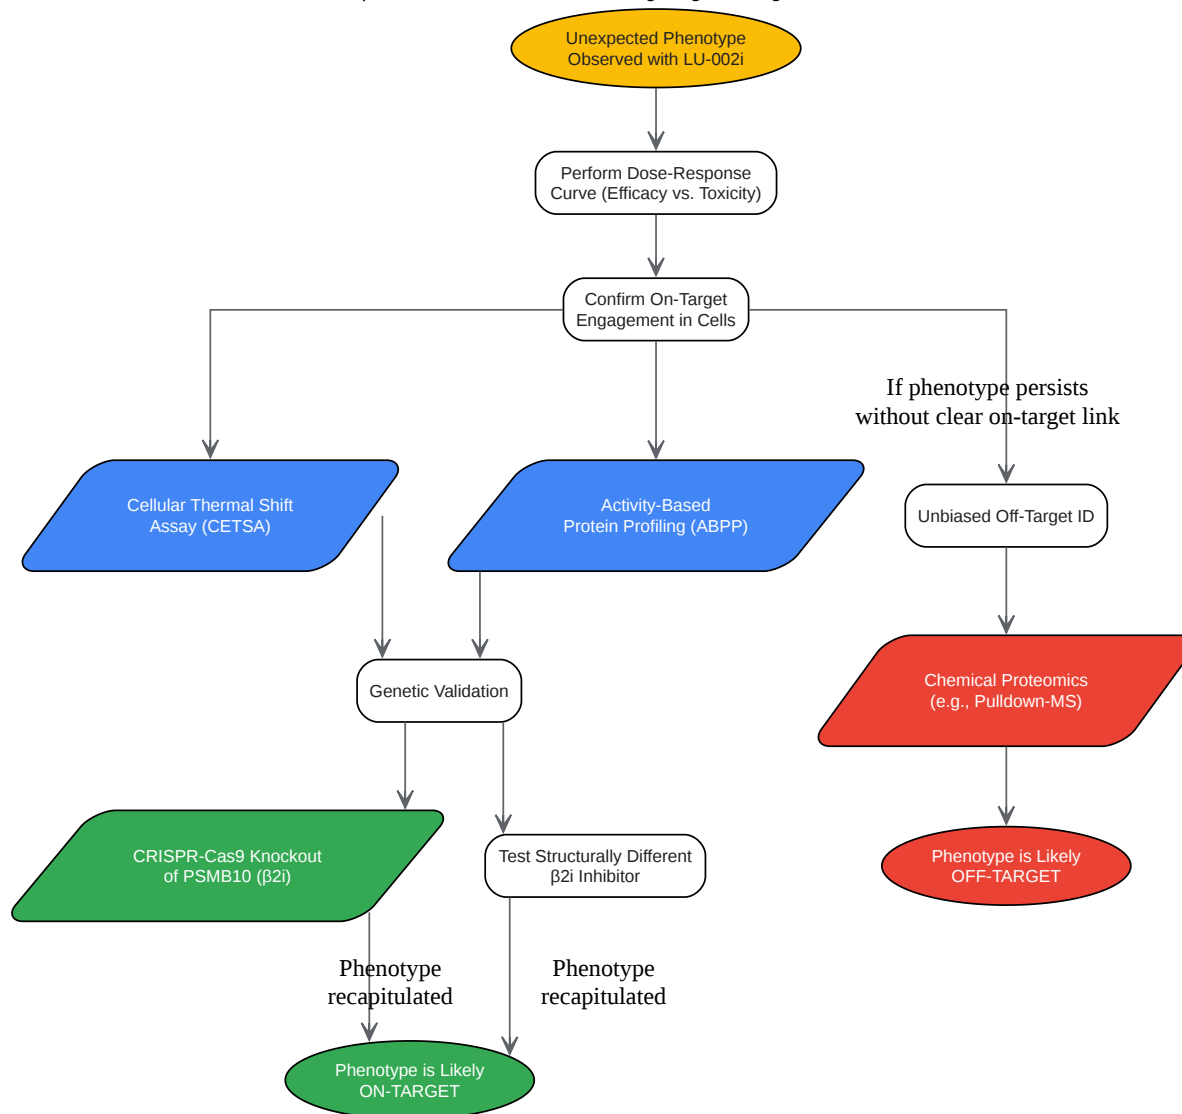 Unexpected Phenotype
Observed with LU-002i
Perform Dose-Response
Curve (Efficacy vs. Toxicity)
Confirm On-Target
Engagement in Cells
If phenotype persists
without clear on-target link
Cellular Thermal Shift
Assay (CETSA)
Activity-Based
Protein Profiling (ABPP)
Unbiased Off-Target ID
Genetic Validation
Chemical Proteomics
(e.g., Pulldown-MS)
CRISPR-Cas9 Knockout
of PSMB10 (β2i)
Test Structurally Different
β2i Inhibitor
Phenotype is Likely
OFF-TARGET
Phenotype
recapitulated
Phenotype
recapitulated
Phenotype is Likely
ON-TARGET